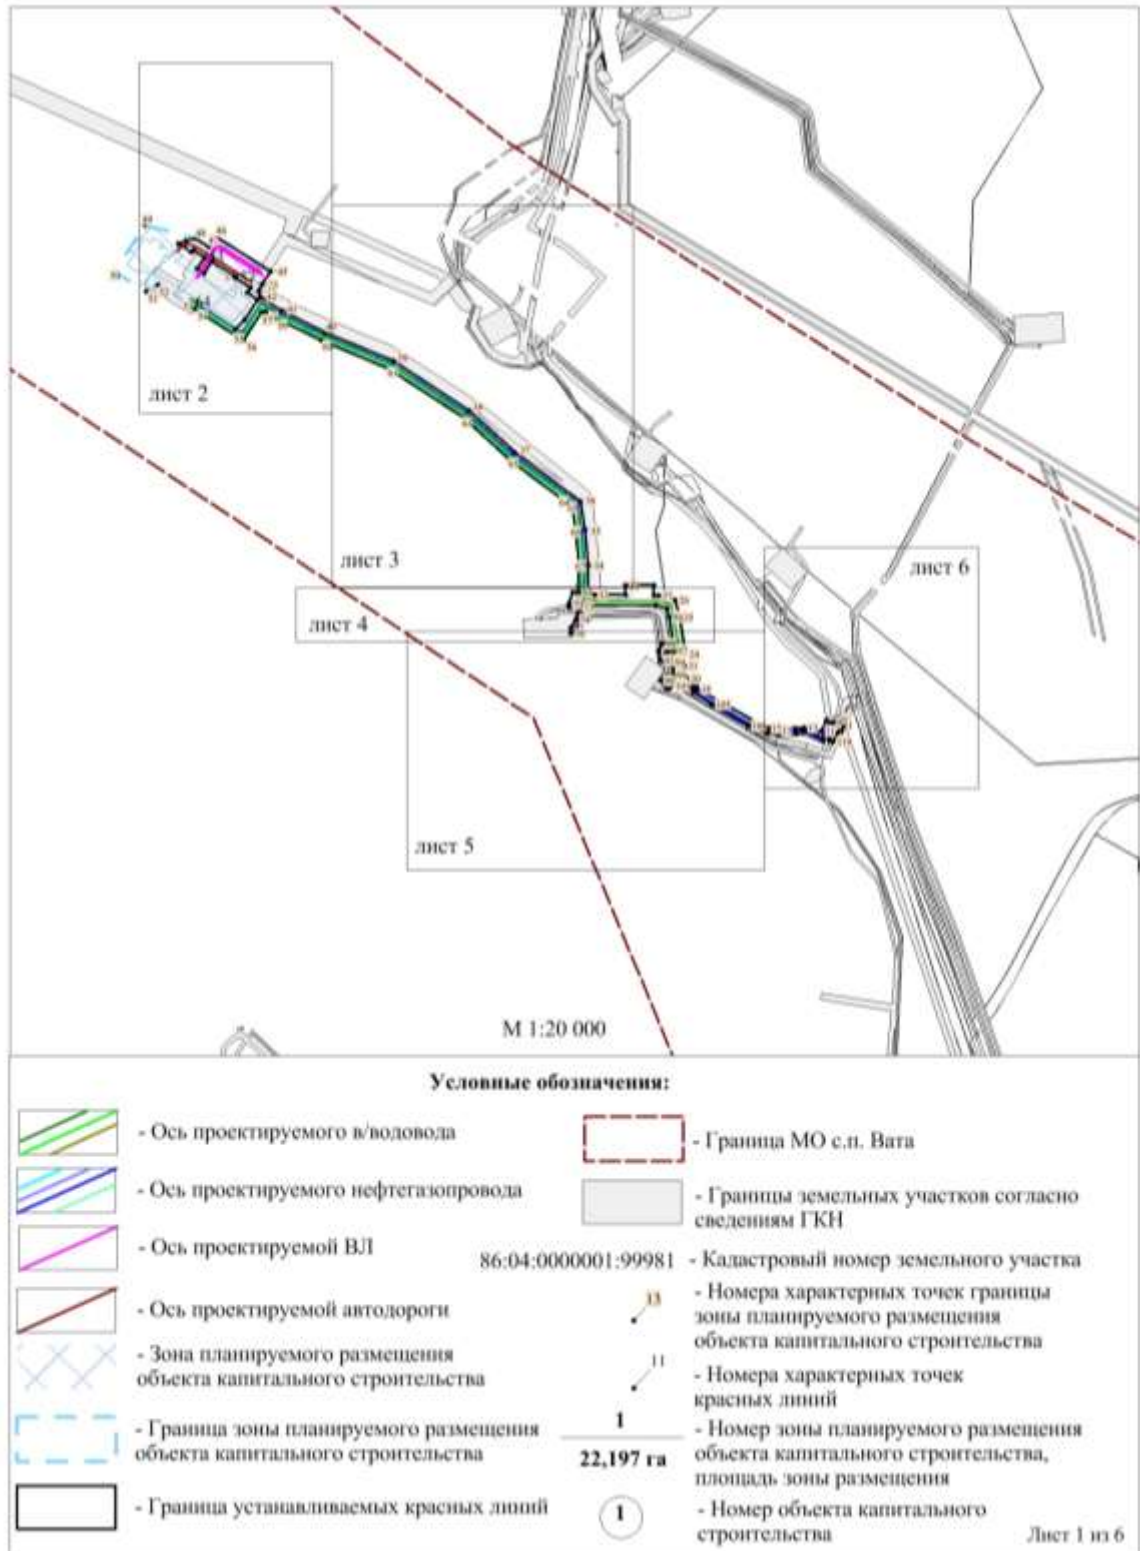 лист 2
лист 3
лист 4
лист 6
лист 5
М 1:20 000
Условные обозначения:
- Ось проектируемого в/водовода
- Ось проектируемого нефтегазопровода
- Ось проектируемой ВЛ
- Ось проектируемой автодороги
- Зона планируемого размещения
объекта капитального строительства
- Граница зоны планируемого размещения
объекта капитального строительства
- Граница устанавливаемых красных линий
- Граница МО с.п. Вата
- Границы земельных участков согласно
сведениям ГКН
86:04:0000001:99981 - Кадастровый номер земельного участка
13
- Номера характерных точек границы
зоны планируемого размещения
объекта капитального строительства
11
- Номера характерных точек
красных линий
1
22,197 га
- Номер зоны планируемого размещения
объекта капитального строительства,
площадь зоны размещения
1
- Номер объекта капитального
строительства
Лист 1 из 6